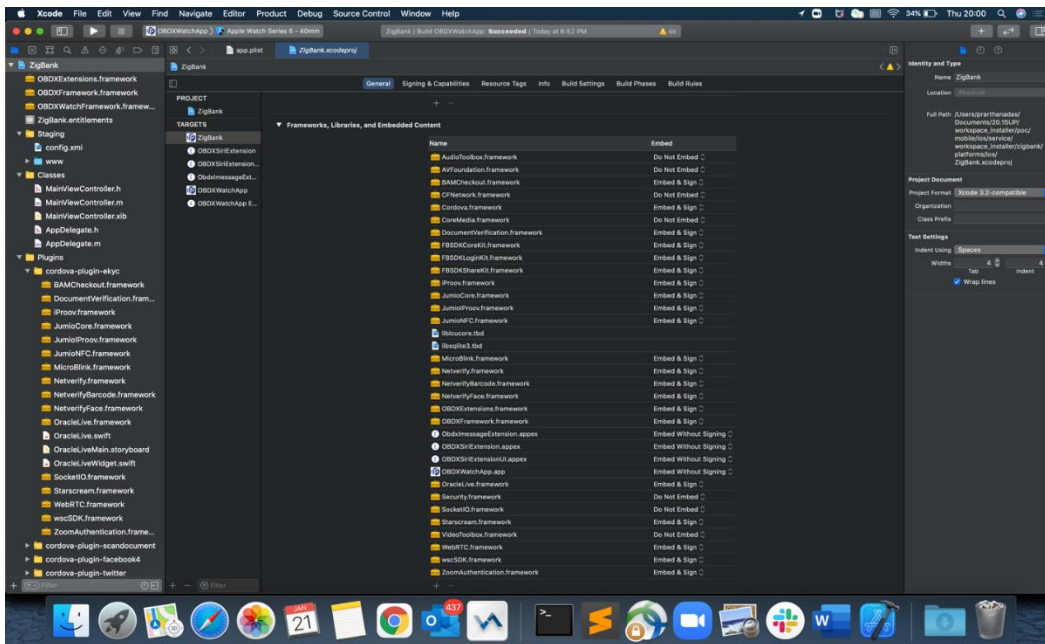 Xcode File Edit View Find Navigate Editor Product Debug Source Control Window Help
34% Thu 20:00
OBDXWatchApp Apple Watch Series 5 - 40mm
ZigBank | Build OBDXWatchApp: Succeeded | Today at 6:52 PM
app.plist
ZigBank.xcodeproj
ZigBank
OBDXExtensions.framework
OBDXFramework.framework
OBDXWatchFramework.framew...
ZigBank.entitlements
Staging
config.xml
www
Classes
MainViewController.h
MainViewController.m
MainViewController.xib
AppDelegate.h
AppDelegate.m
Plugins
cordova-plugin-ekyc
BAMCheckout.framework
DocumentVerification.fram...
iProov.framework
JumioCore.framework
JumioIProov.framework
JumioNFC.framework
MicroBlink.framework
Netverify.framework
NetverifyBarcode.framework
NetverifyFace.framework
OracleLive.framework
OracleLive.swift
OracleLiveMain.storyboard
OracleLiveWidget.swift
SocketIO.framework
Starscream.framework
WebRTC.framework
wscSDK.framework
ZoomAuthentication.frame...
cordova-plugin-scandocument
cordova-plugin-facebook4
cordova-plugin-twitter
Filter
ZigBank
General Signing & Capabilities Resource Tags Info Build Settings Build Phases Build Rules
PROJECT
ZigBank
TARGETS
ZigBank
OBDXSiriExtension
OBDXSiriExtension...
ObdxImessageExt...
OBDXWatchApp
OBDXWatchApp E...
Filter
Frameworks, Libraries, and Embedded Content
Name Embed
AudioToolbox.framework Do Not Embed
AVFoundation.framework Do Not Embed
BAMCheckout.framework Embed & Sign
CFNetwork.framework Do Not Embed
Cordova.framework Embed & Sign
CoreMedia.framework Do Not Embed
DocumentVerification.framework Embed & Sign
FBSDKCoreKit.framework Embed & Sign
FBSDKLoginKit.framework Embed & Sign
FBSDKShareKit.framework Embed & Sign
iProov.framework Embed & Sign
JumioCore.framework Embed & Sign
JumioIProov.framework Embed & Sign
JumioNFC.framework Embed & Sign
libicucore.tbd
libsqlite3.tbd
MicroBlink.framework Embed & Sign
Netverify.framework Embed & Sign
NetverifyBarcode.framework Embed & Sign
NetverifyFace.framework Embed & Sign
OBDXExtensions.framework Embed & Sign
OBDXFramework.framework Embed & Sign
ObdxImessageExtension.appex Embed Without Signing
OBDXSiriExtension.appex Embed Without Signing
OBDXSiriExtensionUI.appex Embed Without Signing
OBDXWatchApp.app Embed Without Signing
OracleLive.framework Embed & Sign
Security.framework Do Not Embed
SocketIO.framework Do Not Embed
Starscream.framework Embed & Sign
VideoToolbox.framework Do Not Embed
WebRTC.framework Embed & Sign
wscSDK.framework Embed & Sign
ZoomAuthentication.framework Embed & Sign
Identity and Type
Name ZigBank
Location Absolute
Full Path /Users/prarthanadas/
Documents/20.1SUP/
workspace_installer/poc/
mobile/ios/service/
workspace_installer/zigbank/
platforms/ios/
ZigBank.xcodeproj
Project Document
Project Format Xcode 3.2-compatible
Organization
Class Prefix
Text Settings
Indent Using Spaces
Widths 4 4
Tab Indent
Wrap lines
JAN
21
437